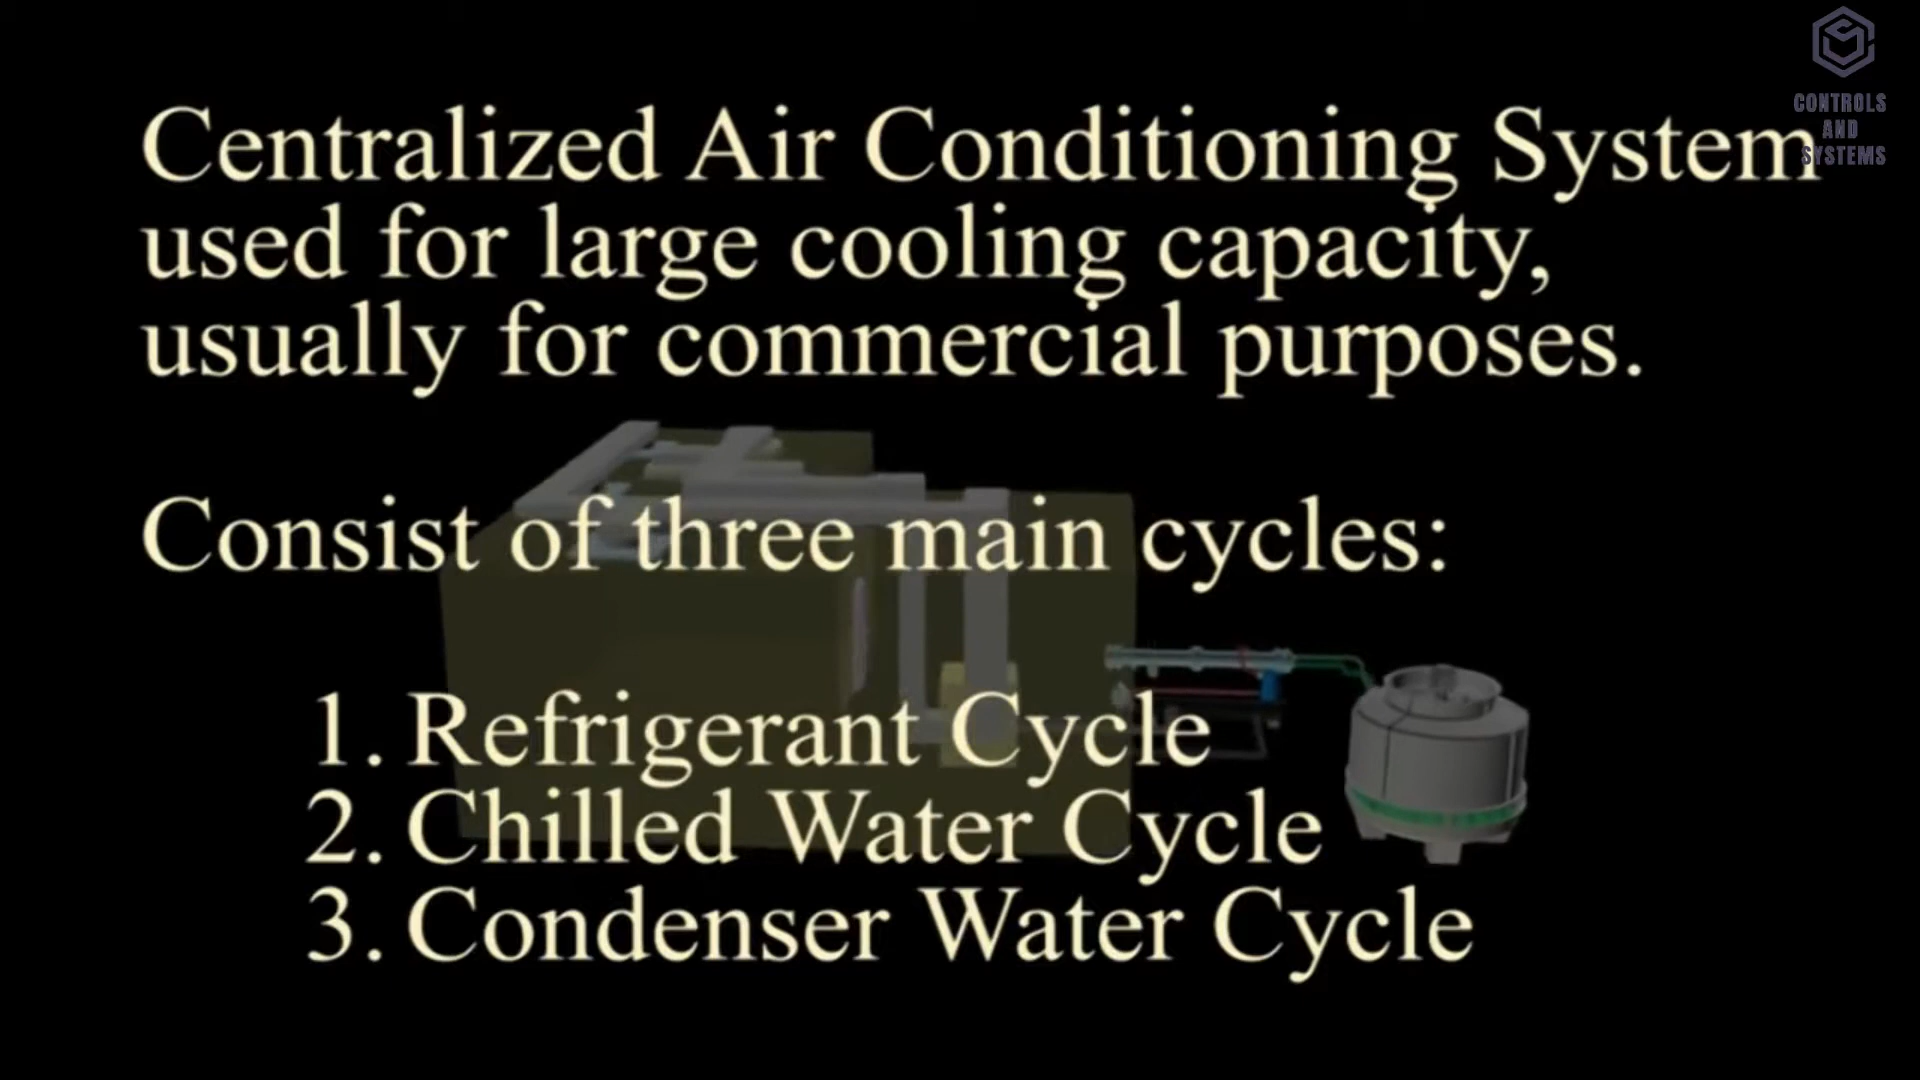 Centralized Air Conditioning System
used for large cooling capacity,
usually for commercial purposes.
Consist of three main cycles:
1. Refrigerant Cycle
2. Chilled Water Cycle
3. Condenser Water Cycle
CONTROLS
AND
SYSTEMS